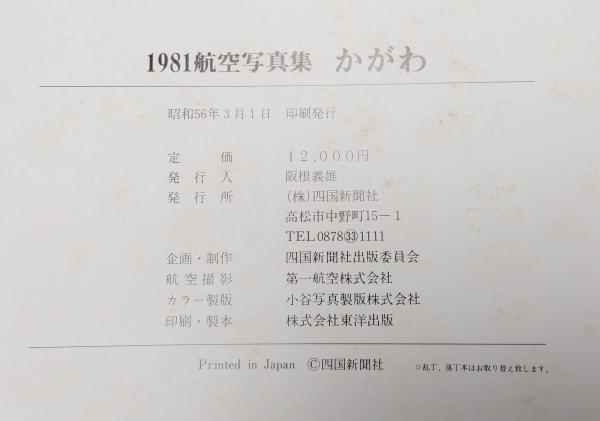 1981航空写真集 かがわ
昭和56年3月1日 印刷発行
定価 12,000円
発行人 阪根義雄
発行所 (株)四国新聞社
高松市中野町15－1
TEL0878㉝1111
企画・制作 四国新聞社出版委員会
航空撮影 第一航空株式会社
カラー製版 小谷写真製版株式会社
印刷・製本 株式会社東洋出版
Printed in Japan Ⓒ四国新聞社 ○乱丁、落丁本はお取り替え致します。